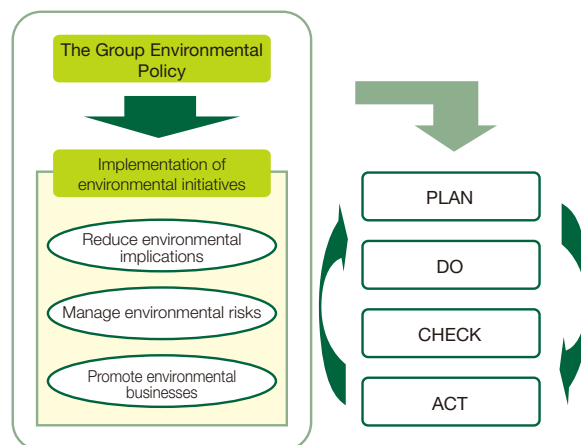 The Group Environmental
Policy
Implementation of
environmental initiatives
Reduce environmental
implications
Manage environmental risks
Promote environmental
businesses
PLAN
DO
CHECK
ACT